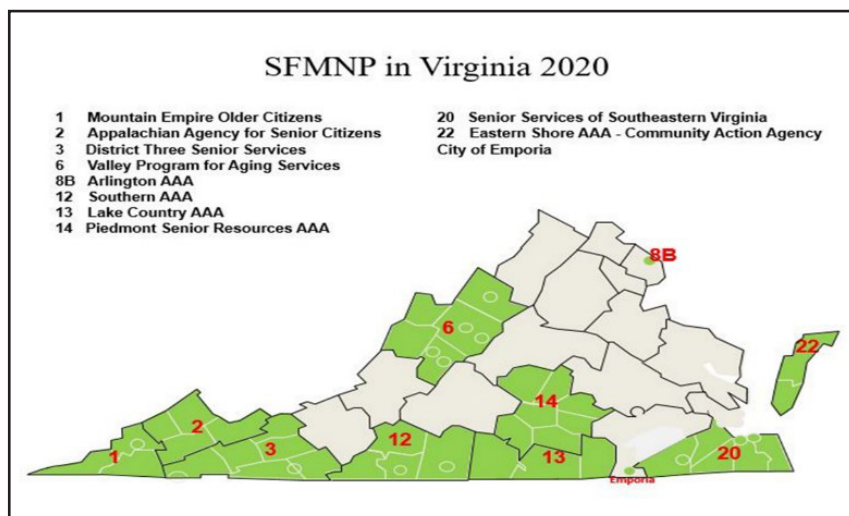 SFMNP in Virginia 2020
1 Mountain Empire Older Citizens
2 Appalachian Agency for Senior Citizens
3 District Three Senior Services
6 Valley Program for Aging Services
8B Arlington AAA
12 Southern AAA
13 Lake Country AAA
14 Piedmont Senior Resources AAA
20 Senior Services of Southeastern Virginia
22 Eastern Shore AAA - Community Action Agency
City of Emporia
8B
6
22
14
2
12
3
1
13
20
Emporia